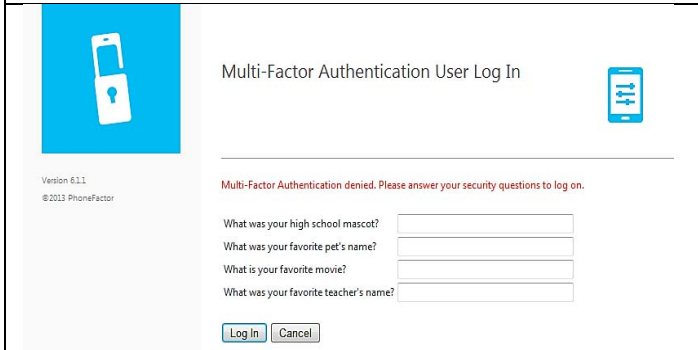 Multi-Factor Authentication User Log In
Version 6.1.1
©2013 PhoneFactor
Multi-Factor Authentication denied. Please answer your security questions to log on.
What was your high school mascot?
What was your favorite pet's name?
What is your favorite movie?
What was your favorite teacher's name?
Log In Cancel